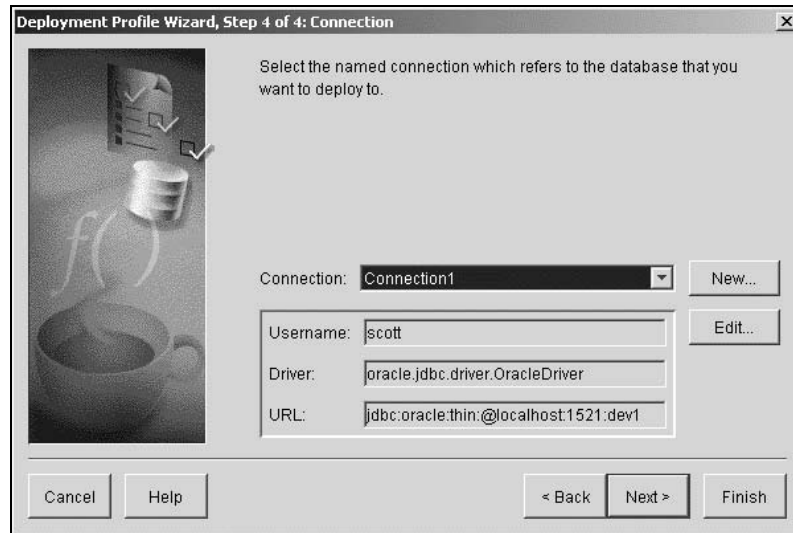 Deployment Profile Wizard, Step 4 of 4: Connection
Select the named connection which refers to the database that you
want to deploy to.
f()
Connection: Connection1 New...
Username: scott Edit...
Driver: oracle.jdbc.driver.OracleDriver
URL: jdbc:oracle:thin:@localhost:1521:dev1
Cancel Help < Back Next > Finish